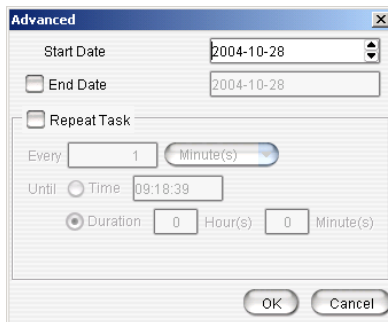 Advanced
Start Date 2004-10-28
End Date 2004-10-28
Repeat Task
Every 1 Minute(s)
Until Time 09:18:39
Duration 0 Hour(s) 0 Minute(s)
OK Cancel